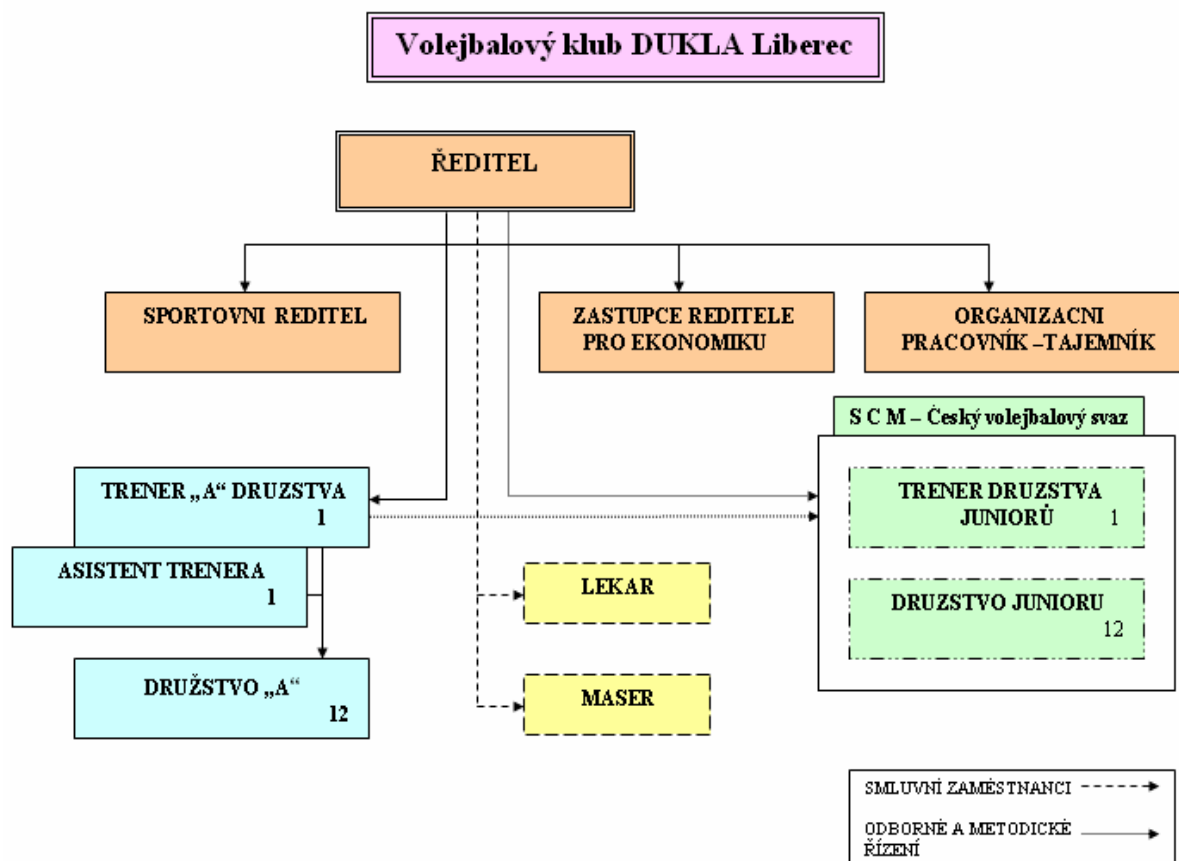 Volejbalový klub DUKLA Liberec
ŘEDITEL
SPORTOVNI REDITEL
ZASTUPCE REDITELE
PRO EKONOMIKU
ORGANIZACNI
PRACOVNÍK –TAJEMNÍK
S C M – Český volejbalový svaz
TRENER „A“ DRUZSTVA
1
TRENER DRUZSTVA
JUNIORŮ 1
ASISTENT TRENERA
1
LEKAR
DRUZSTVO JUNIORU
12
DRUŽSTVO „A“
12
MASER
SMLUVNÍ ZAMĚSTNANCI
ODBORNÉ A METODICKÉ
ŘÍZENÍ